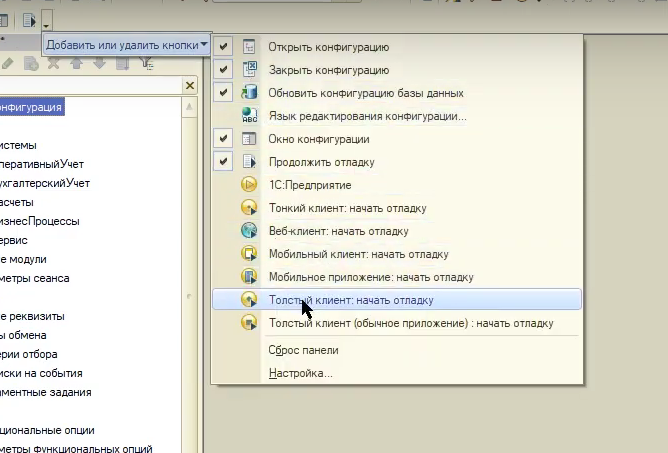 Добавить или удалить кнопки
Открыть конфигурацию
Закрыть конфигурацию
Обновить конфигурацию базы данных
Язык редактирования конфигурации...
Окно конфигурации
Продолжить отладку
1С:Предприятие
Тонкий клиент: начать отладку
Веб-клиент: начать отладку
Мобильный клиент: начать отладку
Мобильное приложение: начать отладку
Толстый клиент: начать отладку
Толстый клиент (обычное приложение) : начать отладку
Сброс панели
Настройка...
онфигурация
истемы
перативныйУчет
ухгалтерскийУчет
асчеты
изнесПроцессы
ервис
е модули
метры сеанса
е реквизиты
ы обмена
ерии отбора
иски на события
аментные задания
циональные опции
метры функциональных опций